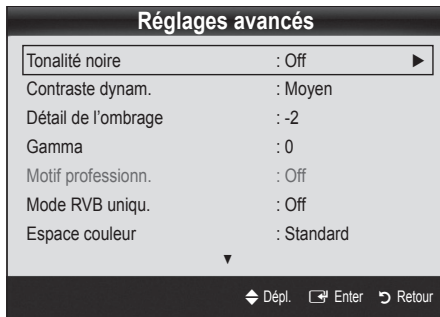 Réglages avancés
Tonalité noire : Off ▶
Contraste dynam. : Moyen
Détail de l'ombrage : -2
Gamma : 0
Motif professionn. : Off
Mode RVB uniqu. : Off
Espace couleur : Standard
▼
Dépl. Enter Retour